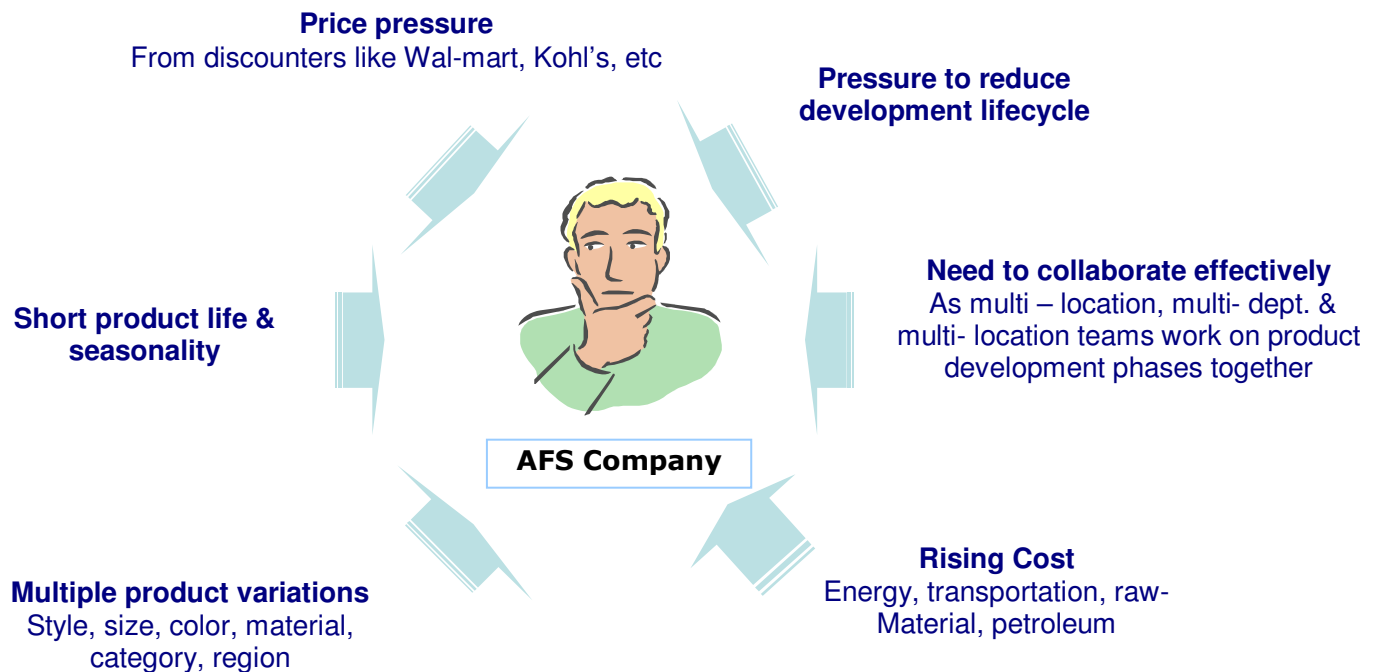 Price pressure
From discounters like Wal-mart, Kohl's, etc
Pressure to reduce
development lifecycle
Need to collaborate effectively
As multi – location, multi- dept. &
multi- location teams work on product
development phases together
Short product life &
seasonality
AFS Company
Rising Cost
Energy, transportation, raw-
Material, petroleum
Multiple product variations
Style, size, color, material,
category, region